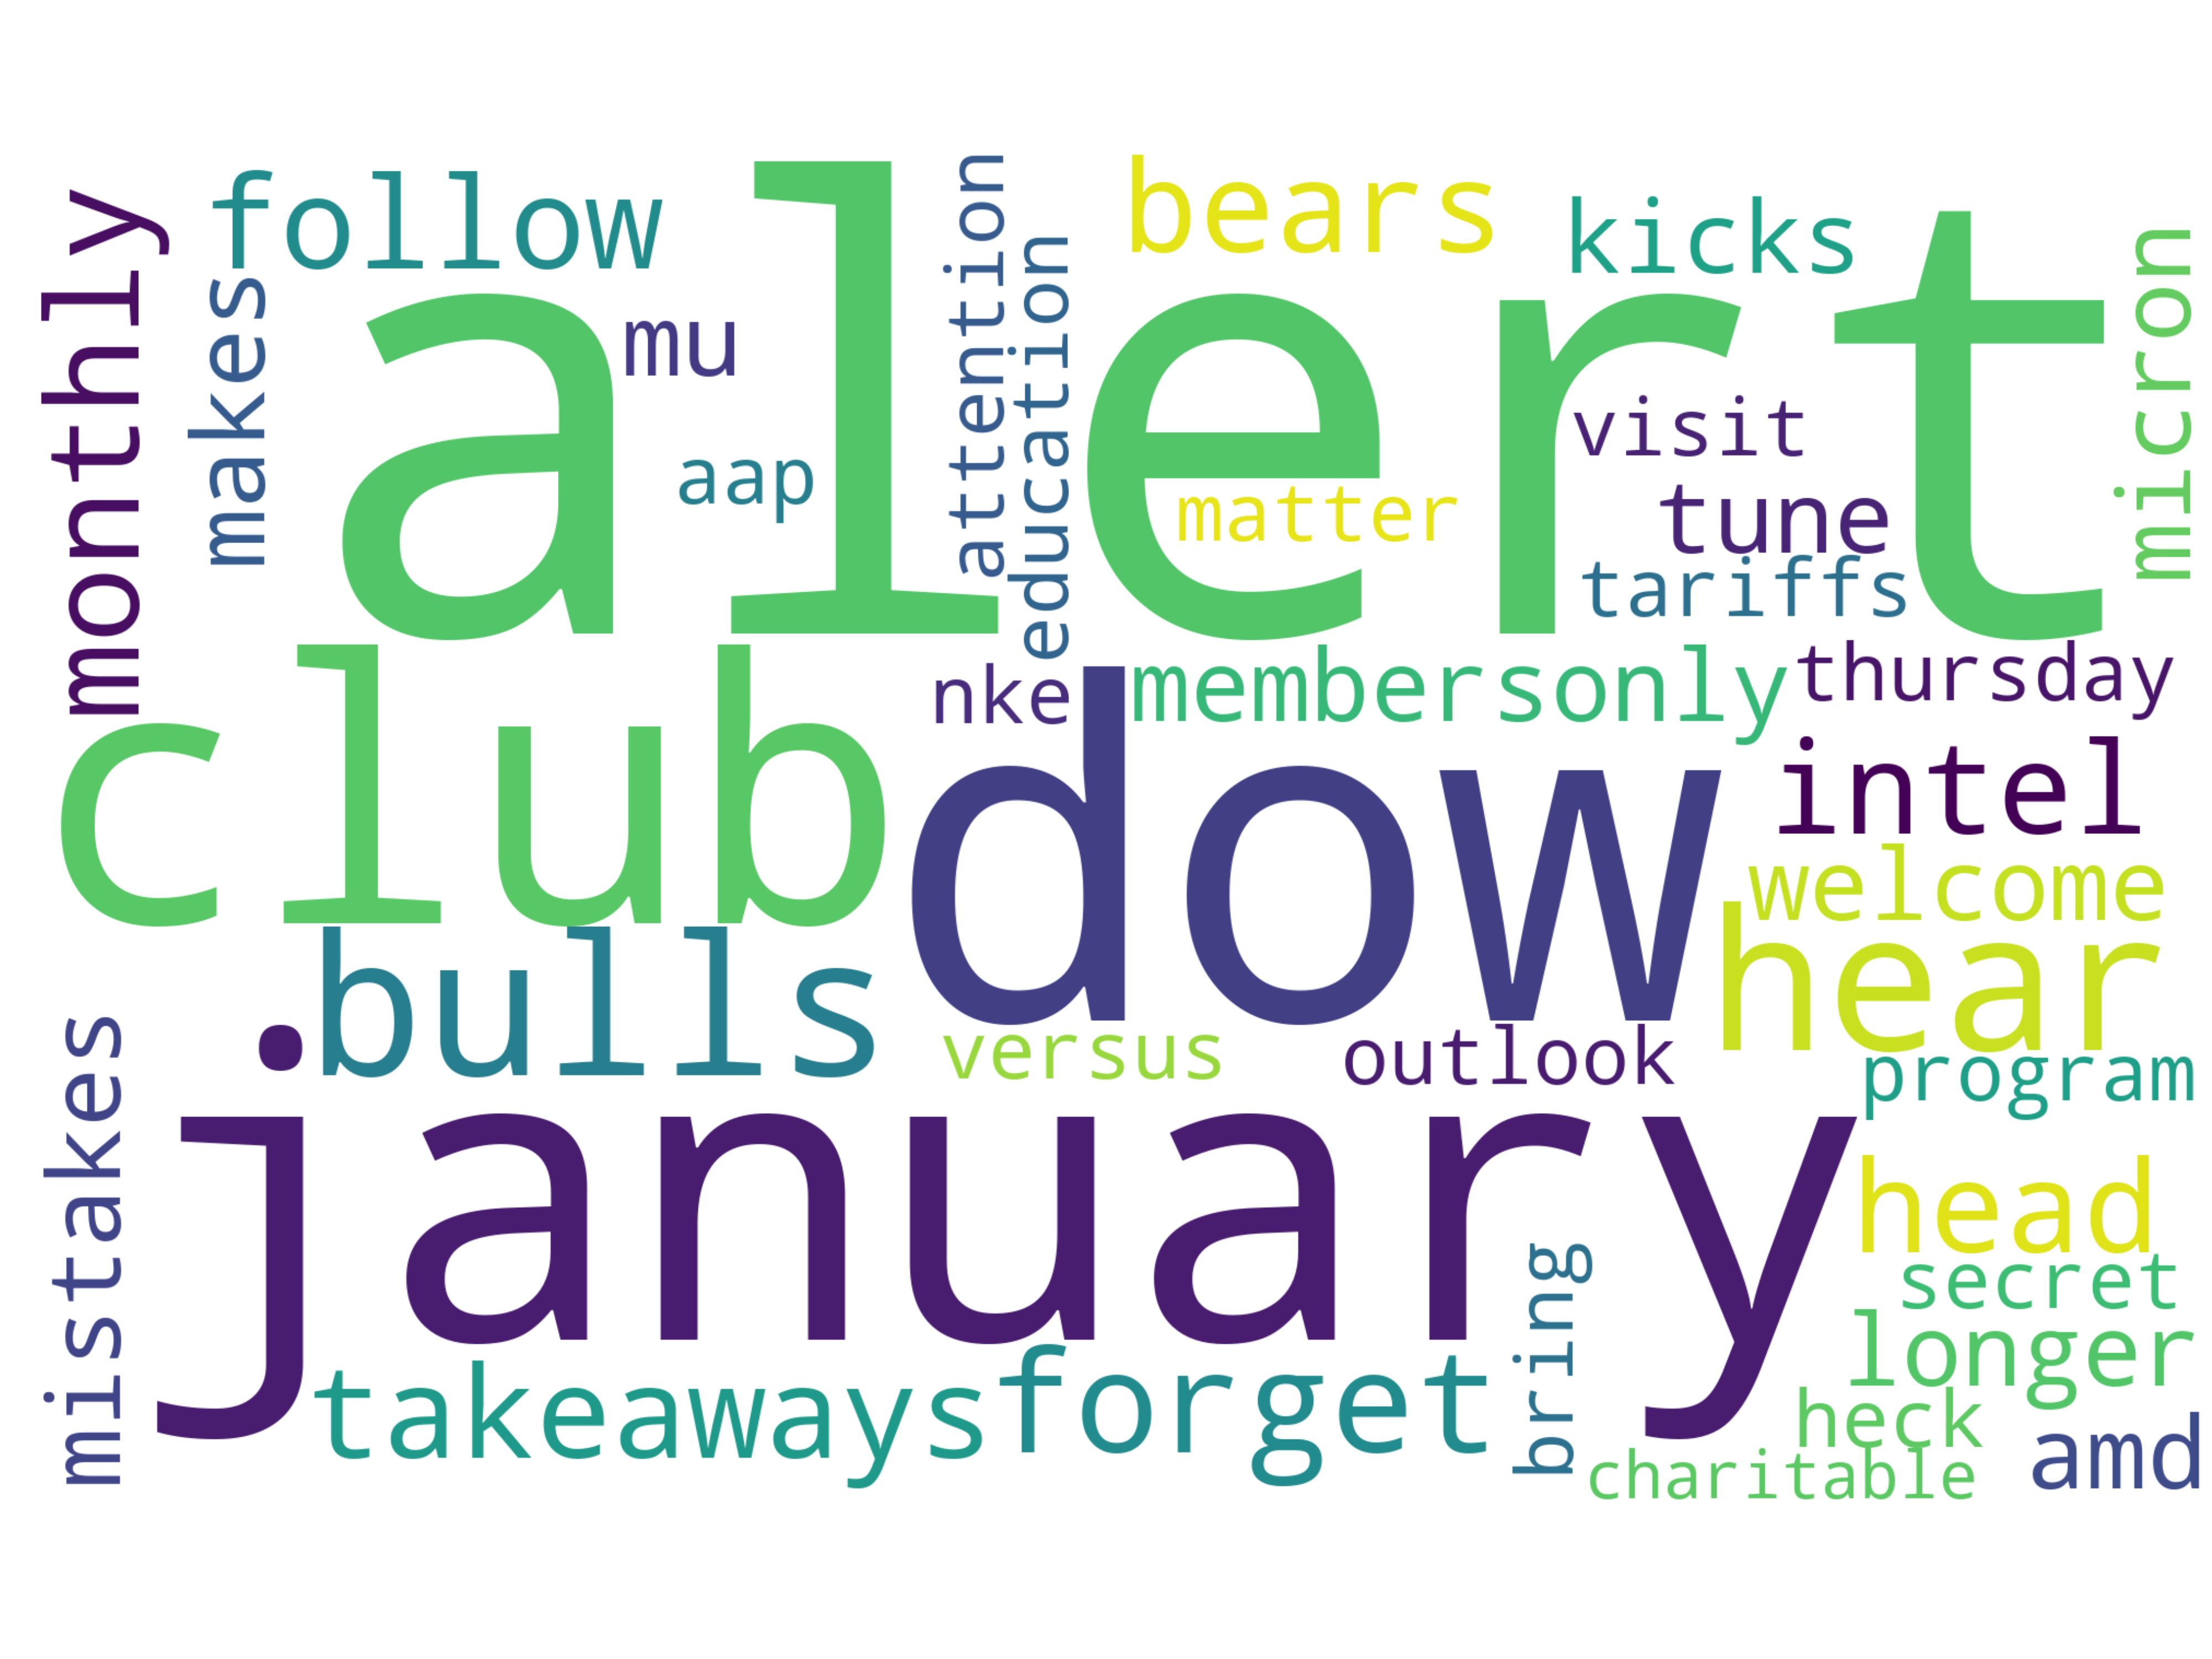 monthly
follow
makes
alert
mu
aap
attention
education
bears
kicks
micron
visit
matter
tune
tariffs
nke
membersonly
thursday
club
dow
intel
welcome
hear
bulls
versus
outlook
program
mistakes
january
head
secret
longer
takeaways
forget
bring
heck
charitable
amd